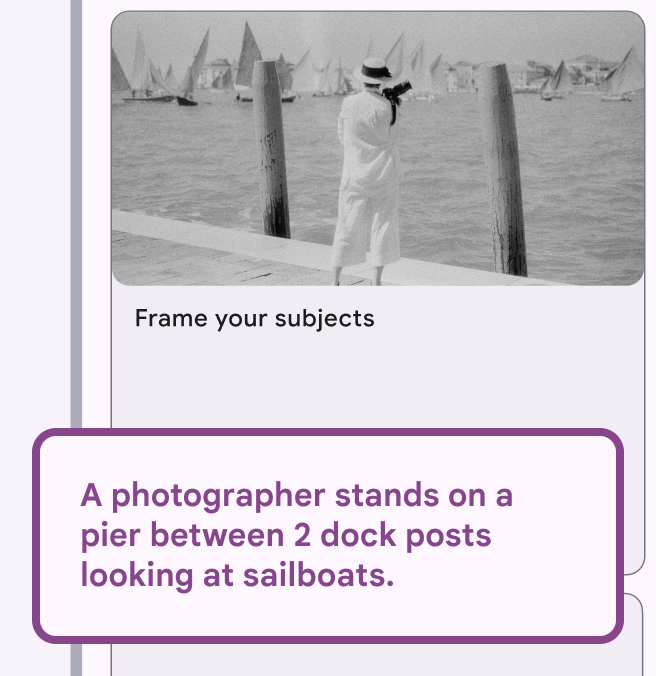 Frame your subjects
A photographer stands on a
pier between 2 dock posts
looking at sailboats.